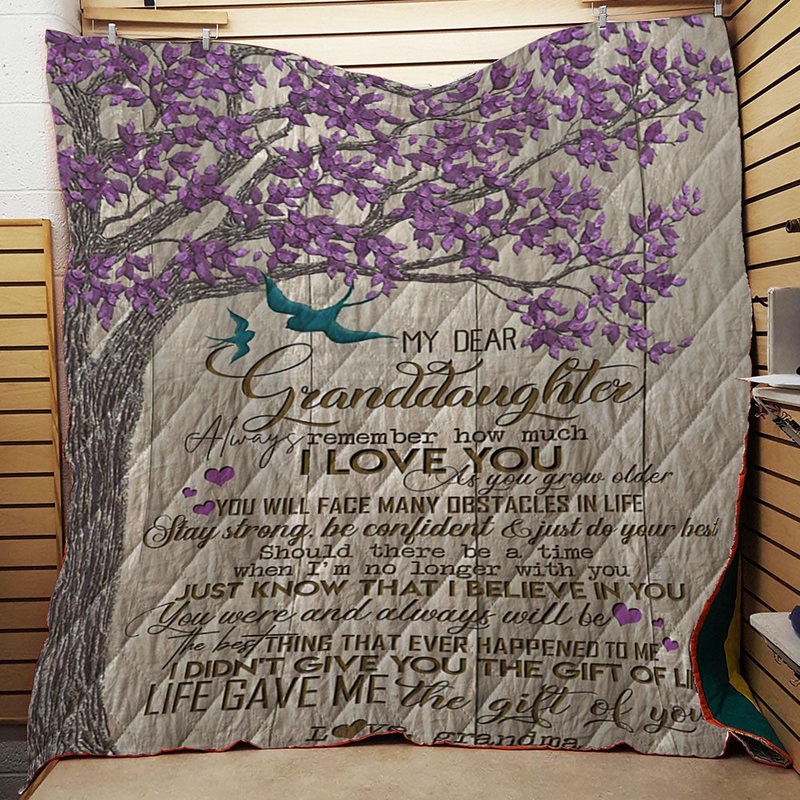 MY DEAR
Granddaughter
Always remember how much
I LOVE YOU
As you grow older
YOU WILL FACE MANY OBSTACLES IN LIFE
Stay strong, be confident & just do your best
Should there be a time
when I'm no longer with you
JUST KNOW THAT I BELIEVE IN YOU
You were and always will be
The best THING THAT EVER HAPPENED TO ME
I DIDN'T GIVE YOU THE GIFT OF LI
LIFE GAVE ME the gift of you
Love, grandma